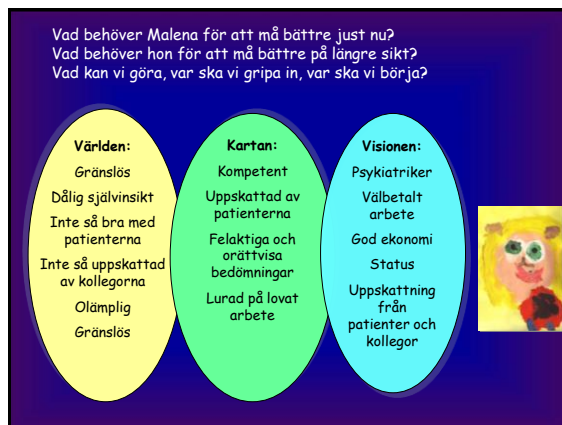 Vad behöver Malena för att må bättre just nu?
Vad behöver hon för att må bättre på längre sikt?
Vad kan vi göra, var ska vi gripa in, var ska vi börja?
Världen:
Gränslös
Dålig självinsikt
Inte så bra med
patienterna
Inte så uppskattad
av kollegorna
Olämplig
Gränslös
Kartan:
Kompetent
Uppskattad av
patienterna
Felaktiga och
orättvisa
bedömningar
Lurad på lovat
arbete
Visionen:
Psykiatriker
Välbetalt
arbete
God ekonomi
Status
Uppskattning
från
patienter och
kollegor